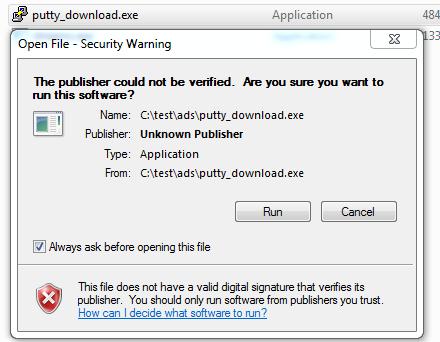 putty_download.exe Application 484
133
Open File - Security Warning
The publisher could not be verified. Are you sure you want to
run this software?
Name: C:\test\ads\putty_download.exe
Publisher: Unknown Publisher
Type: Application
From: C:\test\ads\putty_download.exe
Run Cancel
Always ask before opening this file
This file does not have a valid digital signature that verifies its
publisher. You should only run software from publishers you trust.
How can I decide what software to run?